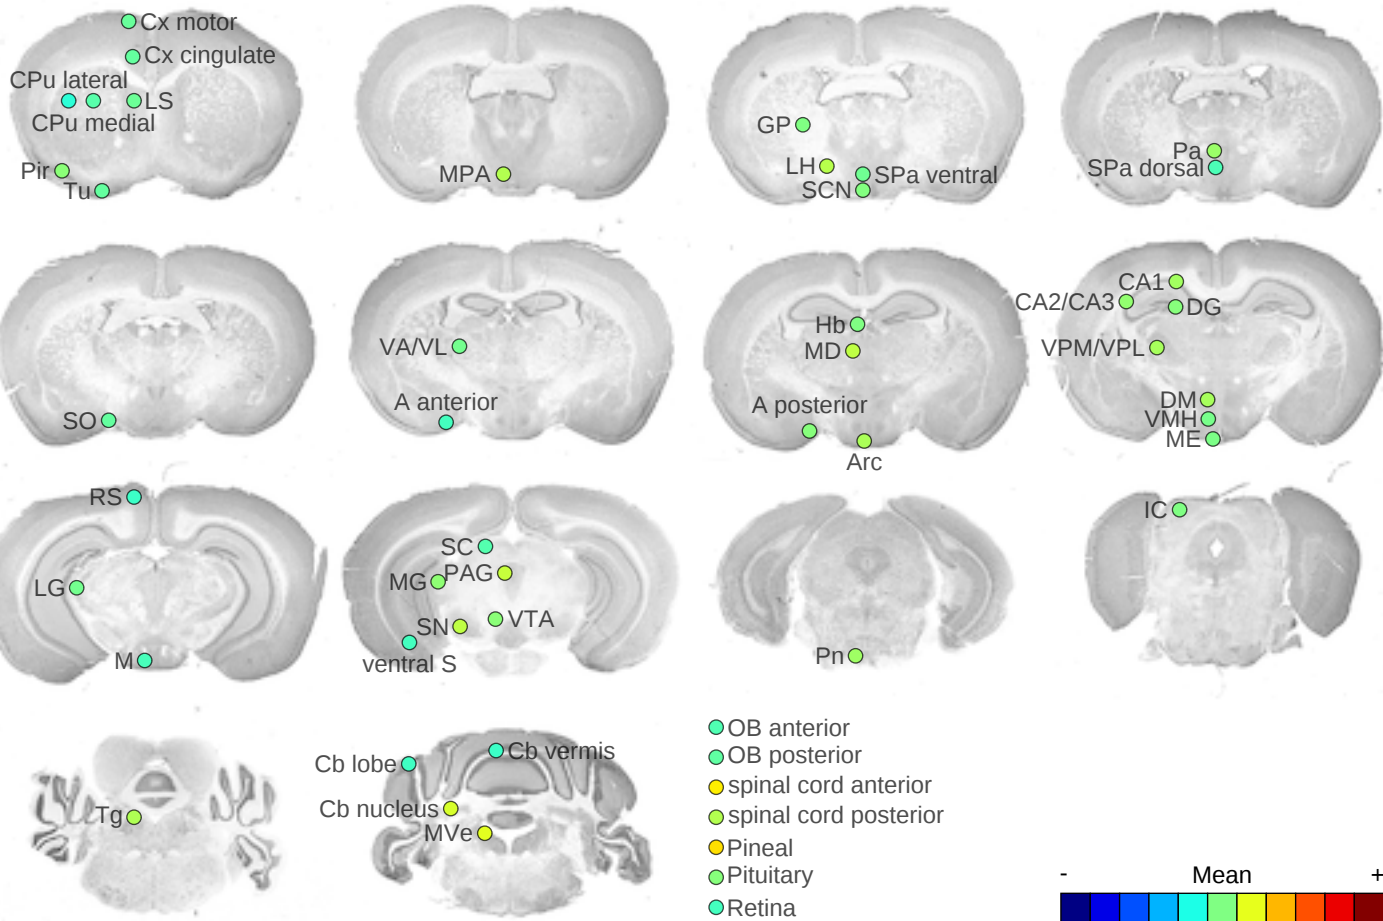 Cx motor
Cx cingulate
CPu lateral
LS
CPu medial
Pir
Tu
MPA
GP
LH
SPa ventral
SCN
Pa
SPa dorsal
SO
VA/VL
A anterior
Hb
MD
A posterior
Arc
CA1
CA2/CA3
DG
VPM/VPL
DM
VMH
ME
RS
LG
M
SC
PAG
MG
VTA
SN
ventral S
Pn
IC
Tg
Cb vermis
Cb lobe
Cb nucleus
MVe
OB anterior
OB posterior
spinal cord anterior
spinal cord posterior
Pineal
Pituitary
Retina
- Mean +